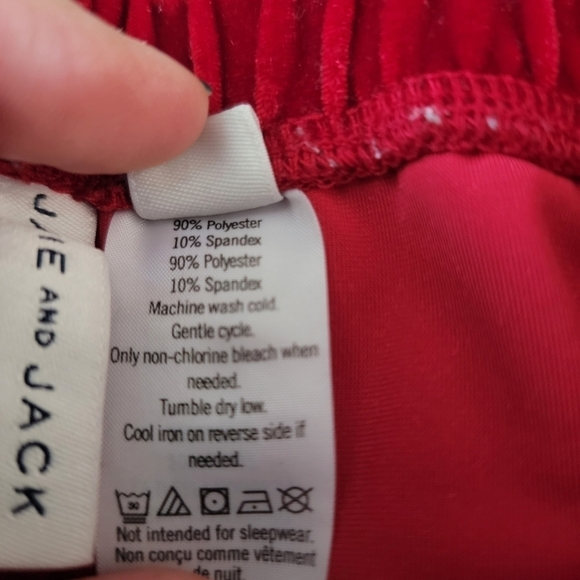 AND JACK
90% Polyester
10% Spandex
90% Polyester
10% Spandex
Machine wash cold.
Gentle cycle.
Only non-chlorine bleach when
needed.
Tumble dry low.
Cool iron on reverse side if
needed.
Not intended for sleepwear.
Non conçu comme vêtement
de nuit.